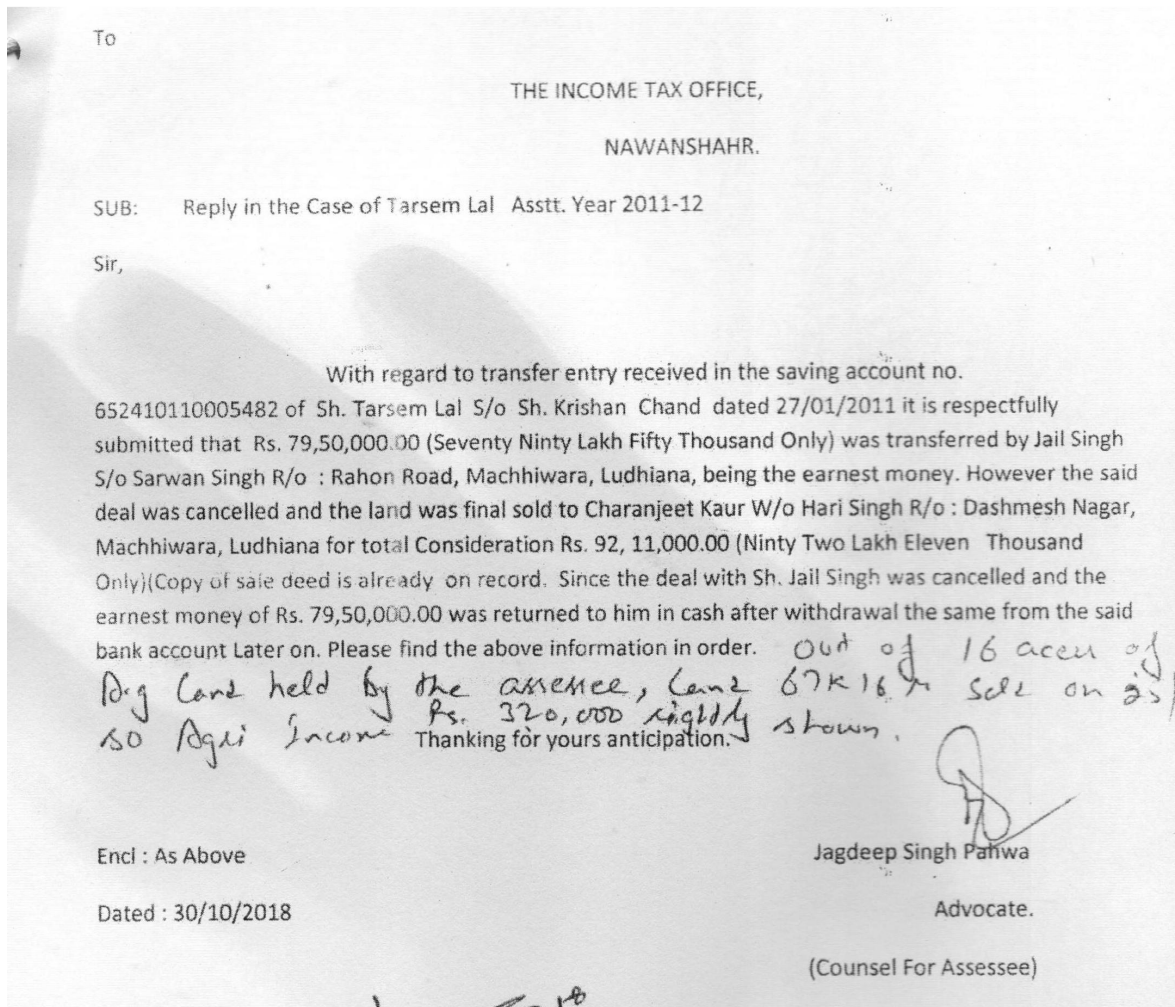 To
THE INCOME TAX OFFICE,
NAWANSHAHR.
SUB: Reply in the Case of Tarsem Lal Asstt. Year 2011-12
Sir,
With regard to transfer entry received in the saving account no.
652410110005482 of Sh. Tarsem Lal S/o Sh. Krishan Chand dated 27/01/2011 it is respectfully
submitted that Rs. 79,50,000.00 (Seventy Ninty Lakh Fifty Thousand Only) was transferred by Jail Singh
S/o Sarwan Singh R/o : Rahon Road, Machhiwara, Ludhiana, being the earnest money. However the said
deal was cancelled and the land was final sold to Charanjeet Kaur W/o Hari Singh R/o : Dashmesh Nagar,
Machhiwara, Ludhiana for total Consideration Rs. 92, 11,000.00 (Ninty Two Lakh Eleven Thousand
Only)(Copy of sale deed is already on record. Since the deal with Sh. Jail Singh was cancelled and the
earnest money of Rs. 79,50,000.00 was returned to him in cash after withdrawal the same from the said
bank account Later on. Please find the above information in order. Out of 16 acer of
Arg Land held by the assessee, Land 67K 16 M sold on
so Agri Income Rs. 320,000 rightly shown.
Thanking for yours anticipation.
Encl : As Above
Jagdeep Singh Pahwa
Dated : 30/10/2018
Advocate.
(Counsel For Assessee)